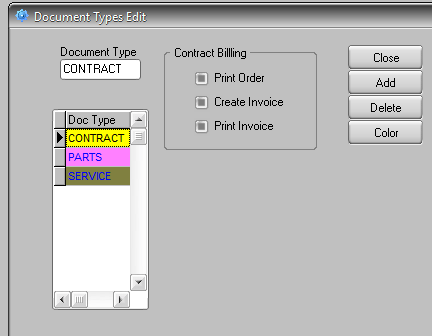 Document Types Edit
Document Type
CONTRACT
Contract Billling
Print Order
Create Invoice
Print Invoice
Close
Add
Delete
Color
Doc Type
CONTRACT
PARTS
SERVICE